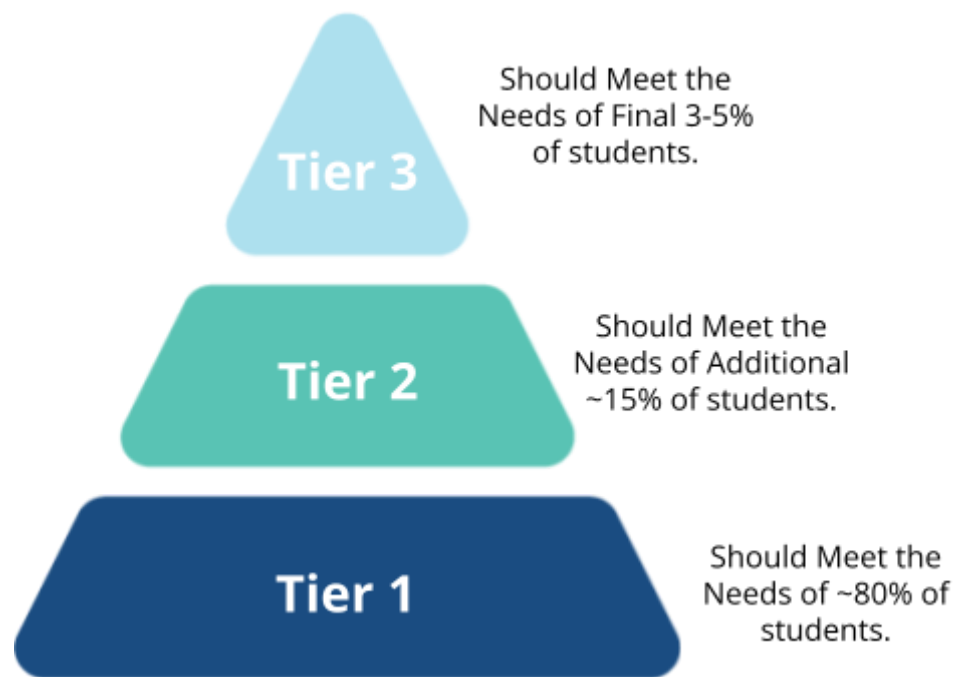 Tier 3
Should Meet the
Needs of Final 3-5%
of students.
Tier 2
Should Meet the
Needs of Additional
~15% of students.
Tier 1
Should Meet the
Needs of ~80% of
students.